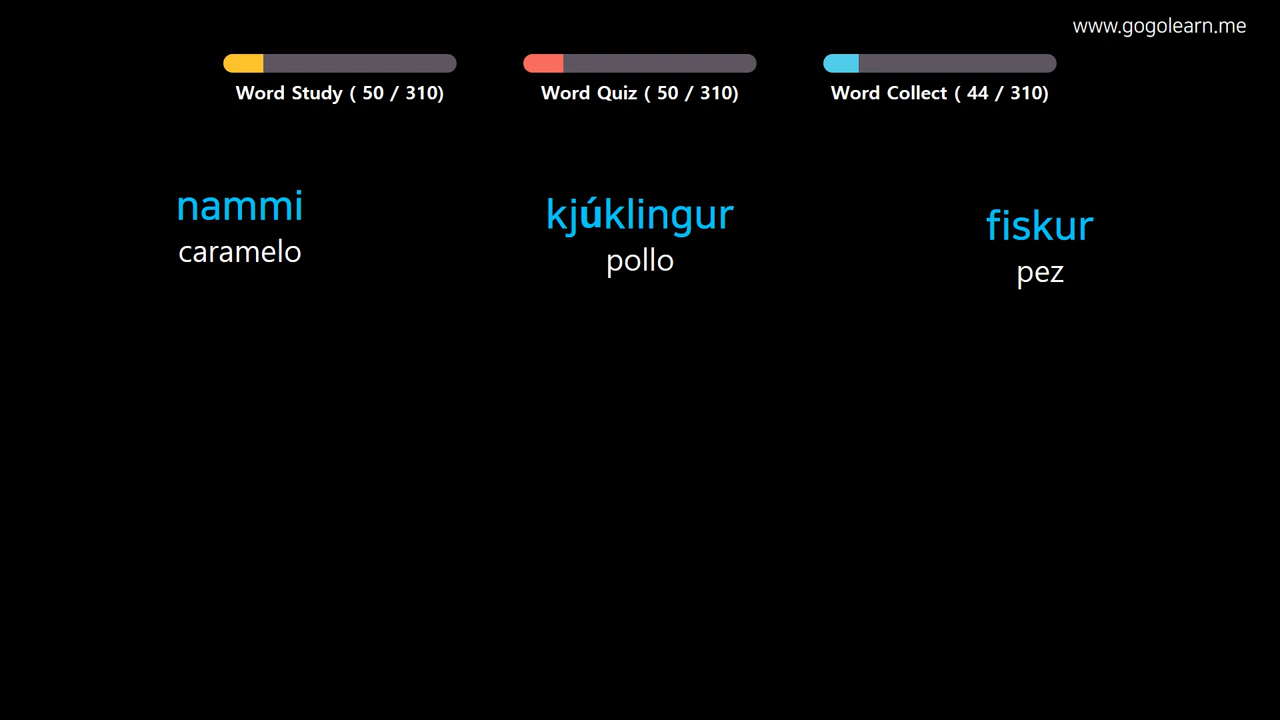 www.gogolearn.me
Word Study ( 50 / 310)
Word Quiz ( 50 / 310)
Word Collect ( 44 / 310)
nammi
caramelo
kjúklingur
pollo
fiskur
pez